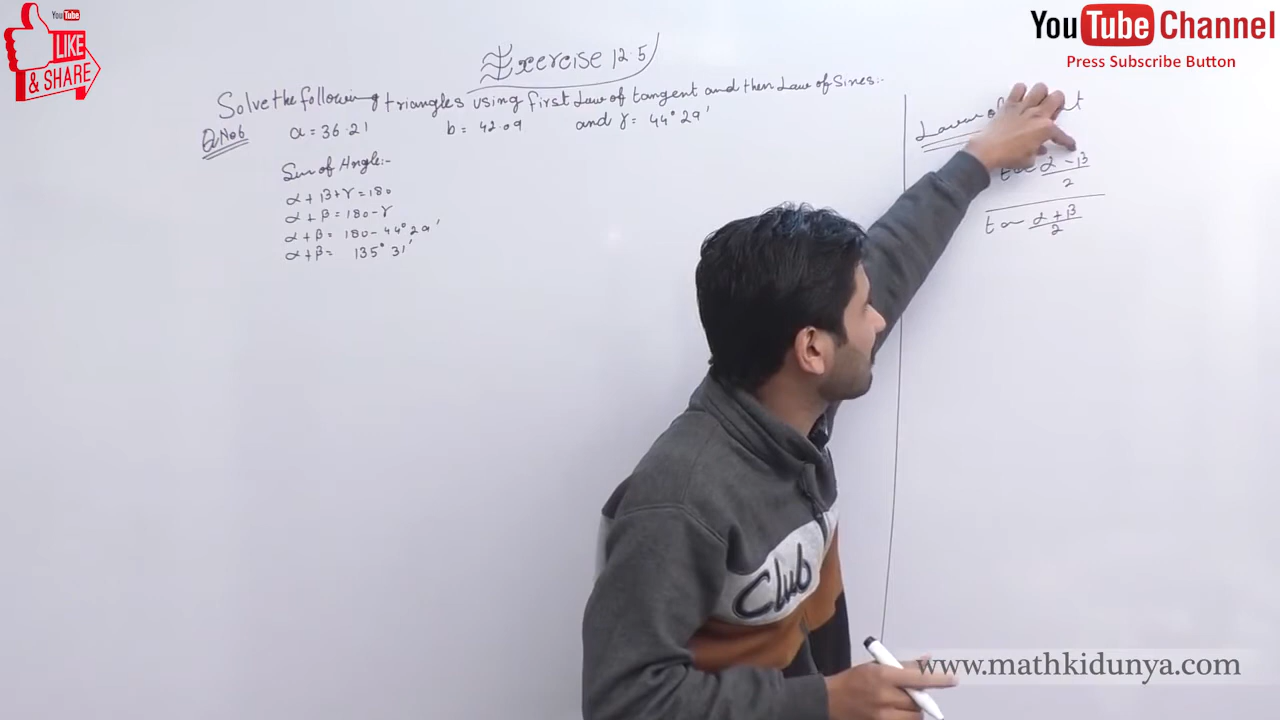 YouTube
LIKE
& SHARE
YouTube Channel
Press Subscribe Button
Exercise 12.5
Solve the following triangles using first Law of tangent and then Law of Sines:-
Q.No6 a = 36.21 b = 42.09 and γ = 44° 29'
Sum of Angle:-
α + β + γ = 180
α + β = 180 - γ
α + β = 180 - 44° 29'
α + β = 135° 31'
α - β
2
tan α + β
2
www.mathkidunya.com